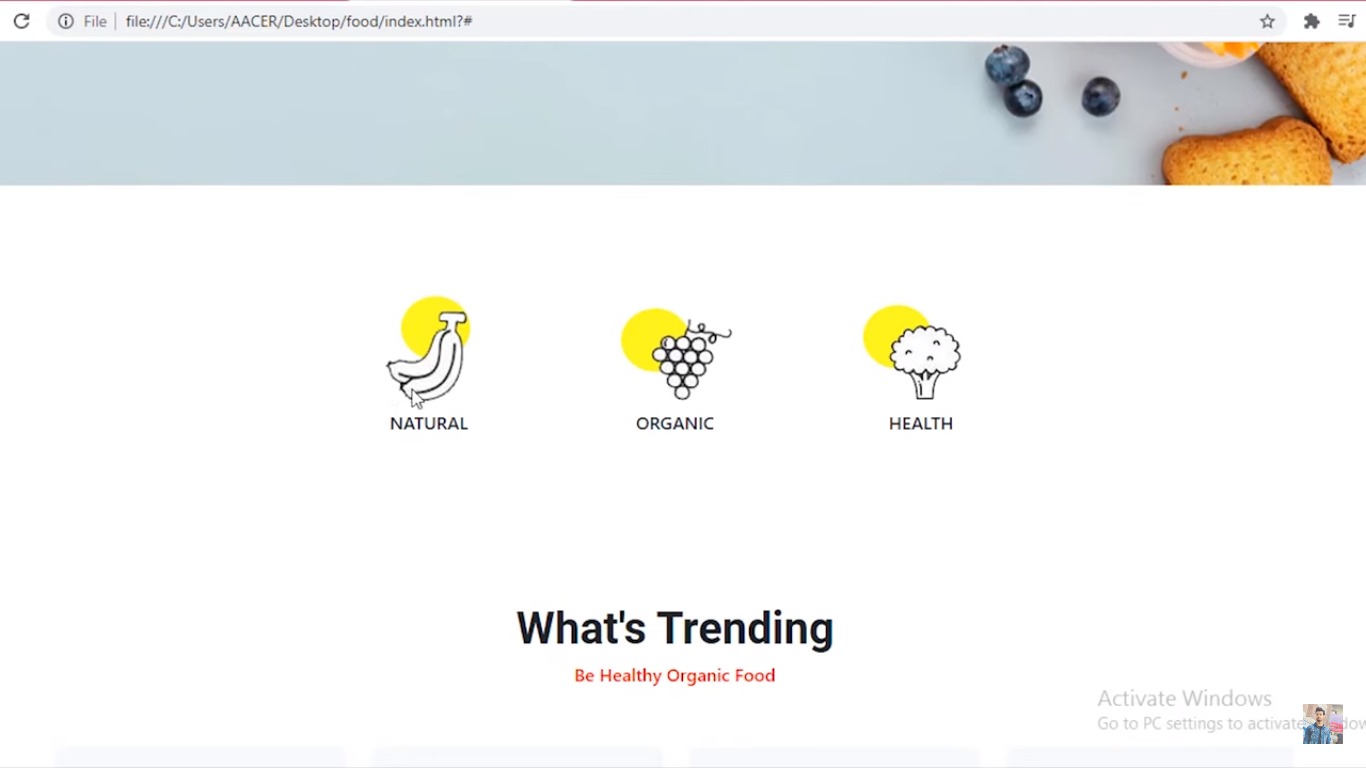 File file:///C:/Users/AACER/Desktop/food/index.html?#
NATURAL
ORGANIC
HEALTH
What's Trending
Be Healthy Organic Food
Activate Windows
Go to PC settings to activate